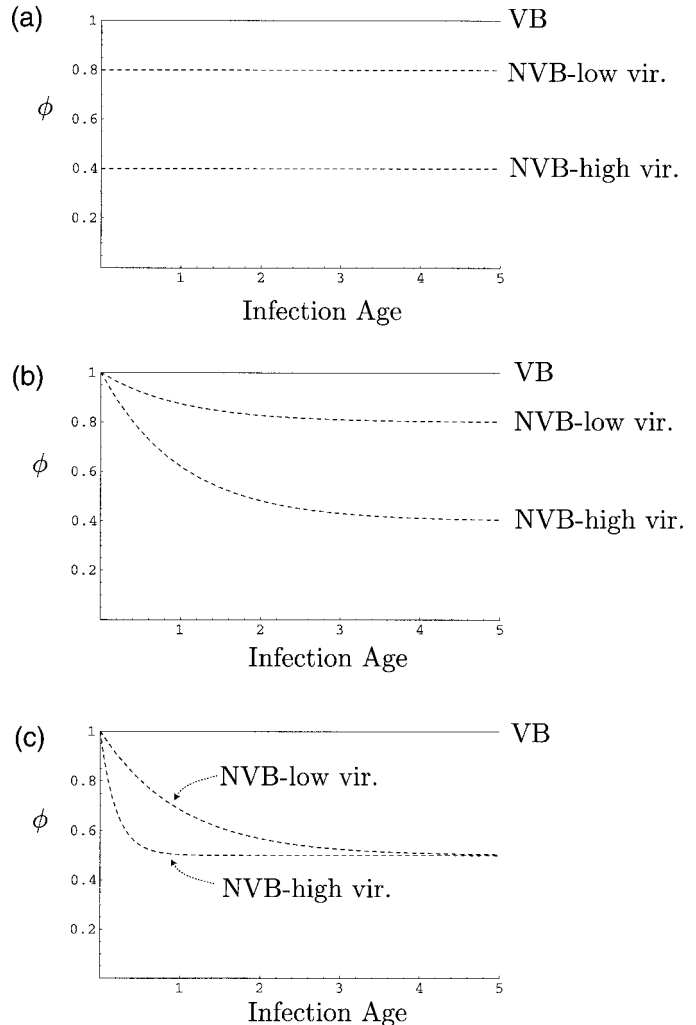 (a)
1
VB
0.8
NVB-low vir.
ϕ
0.6
0.4
NVB-high vir.
0.2
1 2 3 4 5
Infection Age
(b)
1
VB
0.8
NVB-low vir.
ϕ
0.6
0.4
NVB-high vir.
0.2
1 2 3 4 5
Infection Age
(c)
1
VB
NVB-low vir.
0.8
ϕ
0.6
0.4
NVB-high vir.
0.2
1 2 3 4 5
Infection Age